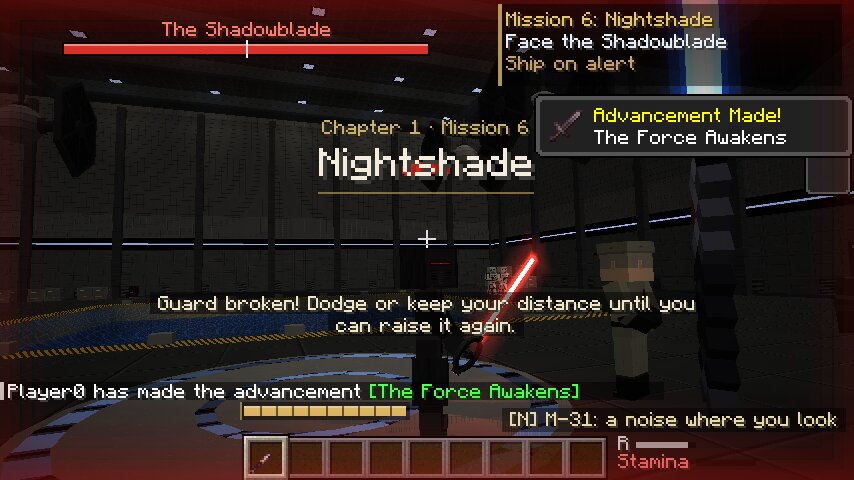 The Shadowblade
Mission 6: Nightshade
Face the Shadowblade
Ship on alert
Advancement Made!
The Force Awakens
Chapter 1 · Mission 6
Nightshade
Guard broken! Dodge or keep your distance until you
can raise it again.
Player0 has made the advancement [The Force Awakens]
[N] M-31: a noise where you look
R
Stamina